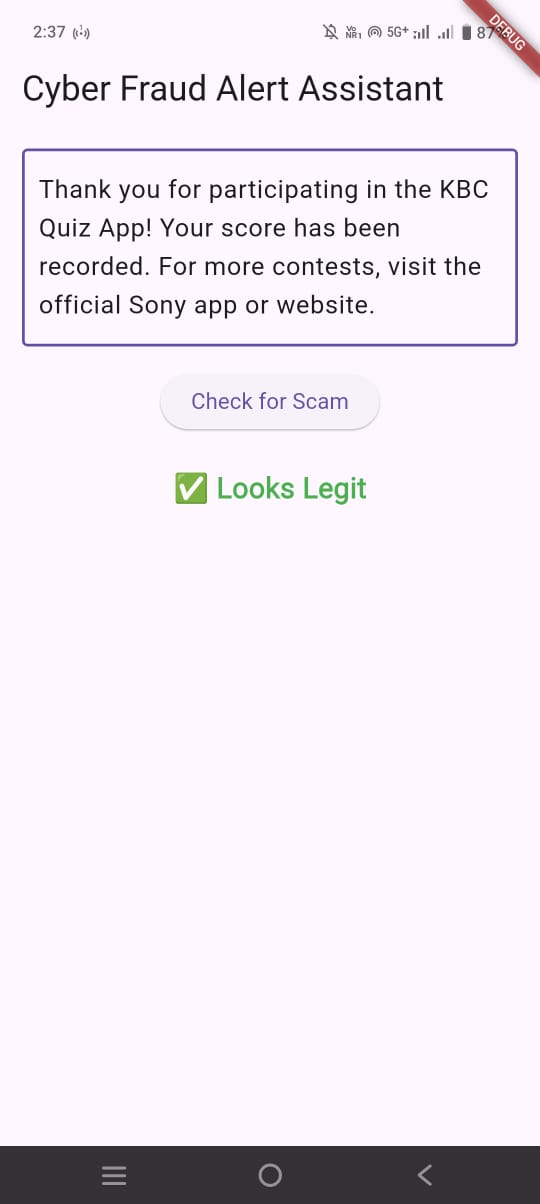 2:37
5G+ 87%
DEBUG
Cyber Fraud Alert Assistant
Thank you for participating in the KBC
Quiz App! Your score has been
recorded. For more contests, visit the
official Sony app or website.
Check for Scam
✅ Looks Legit